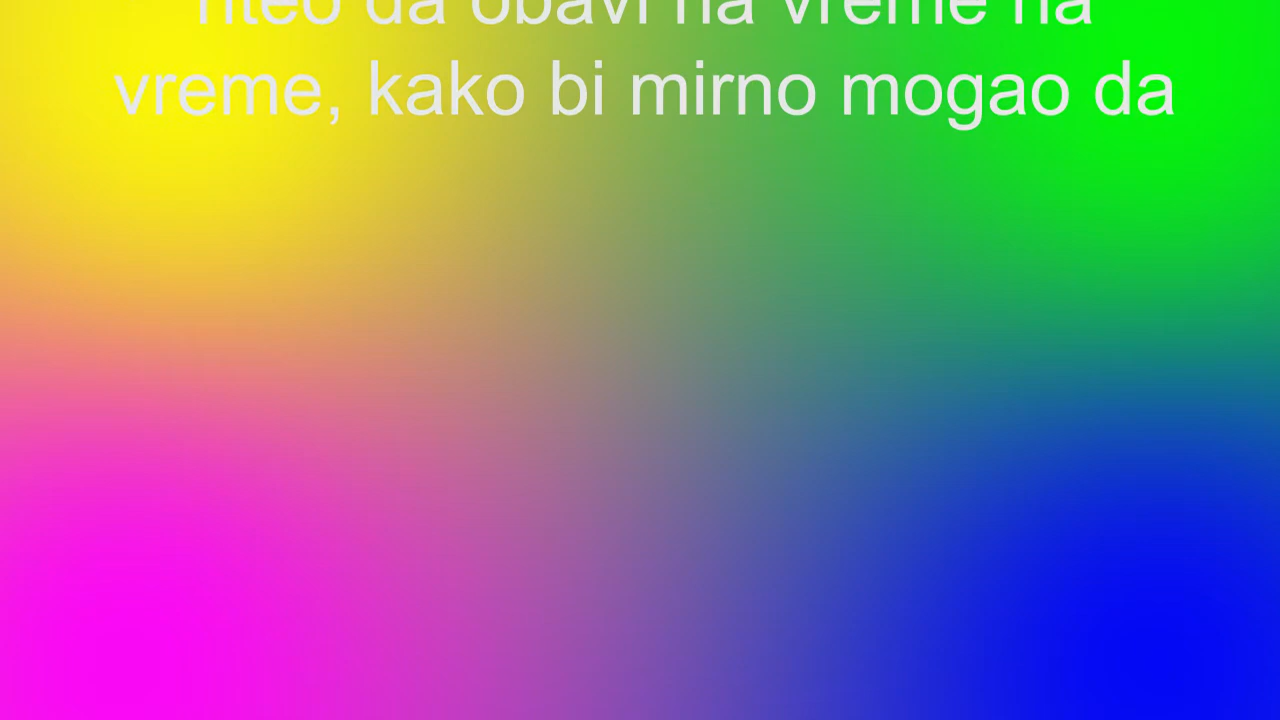 hteo da obavi na vreme na
vreme, kako bi mirno mogao da